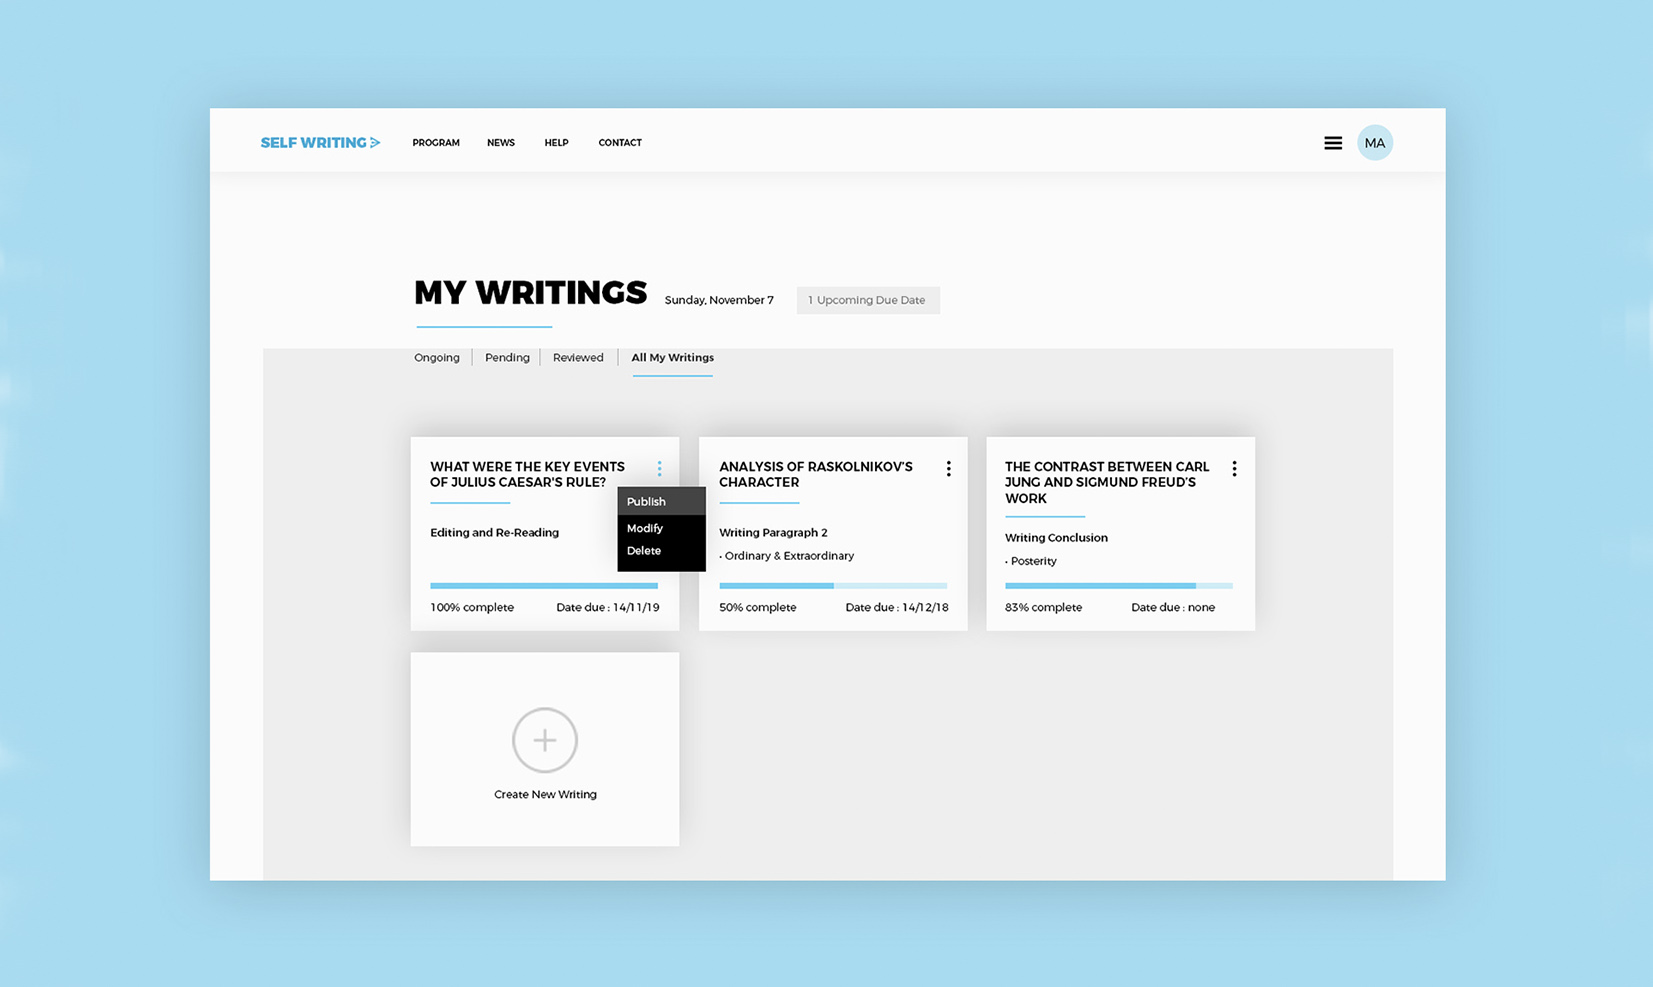 SELF WRITING
PROGRAM
NEWS
HELP
CONTACT
MA
MY WRITINGS
Sunday, November 7
1 Upcoming Due Date
Ongoing
Pending
Reviewed
All My Writings
WHAT WERE THE KEY EVENTS
OF JULIUS CAESAR'S RULE?
Publish
Modify
Delete
Editing and Re-Reading
100% complete
Date due : 14/11/19
ANALYSIS OF RASKOLNIKOV’S
CHARACTER
Writing Paragraph 2
• Ordinary & Extraordinary
50% complete
Date due : 14/12/18
THE CONTRAST BETWEEN CARL
JUNG AND SIGMUND FREUD’S
WORK
Writing Conclusion
• Posterity
83% complete
Date due : none
Create New Writing